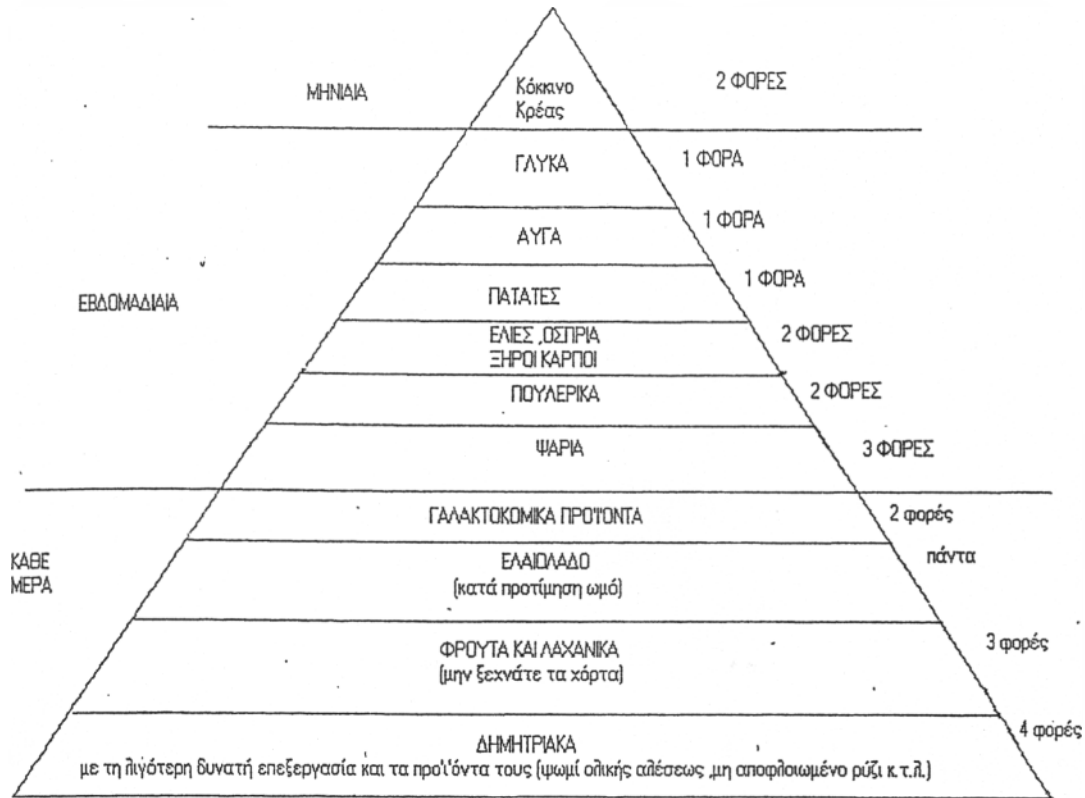 ΜΗΝΙΑΙΑ
Κόκκινο
Κρέας
2 ΦΟΡΕΣ
ΓΛΥΚΑ
1 ΦΟΡΑ
ΑΥΓΑ
1 ΦΟΡΑ
ΕΒΔΟΜΑΔΙΑΙΑ
ΠΑΤΑΤΕΣ
1 ΦΟΡΑ
ΕΛΙΕΣ ,ΟΣΠΡΙΑ
ΞΗΡΟΙ ΚΑΡΠΟΙ
2 ΦΟΡΕΣ
ΠΟΥΛΕΡΙΚΑ
2 ΦΟΡΕΣ
ΨΑΡΙΑ
3 ΦΟΡΕΣ
ΓΑΛΑΚΤΟΚΟΜΙΚΑ ΠΡΟΪΟΝΤΑ
2 φορές
ΚΑΘΕ
ΜΕΡΑ
ΕΛΑΙΟΛΑΔΟ
(κατά προτίμηση ωμό)
πάντα
ΦΡΟΥΤΑ ΚΑΙ ΛΑΧΑΝΙΚΑ
(μην ξεχνάτε τα χόρτα)
3 φορές
ΔΗΜΗΤΡΙΑΚΑ
με τη λιγότερη δυνατή επεξεργασία και τα προϊόντα τους (ψωμί ολικής αλέσεως ,μη αποφλοιωμένο ρύζι κ.τ.λ.)
4 φορές